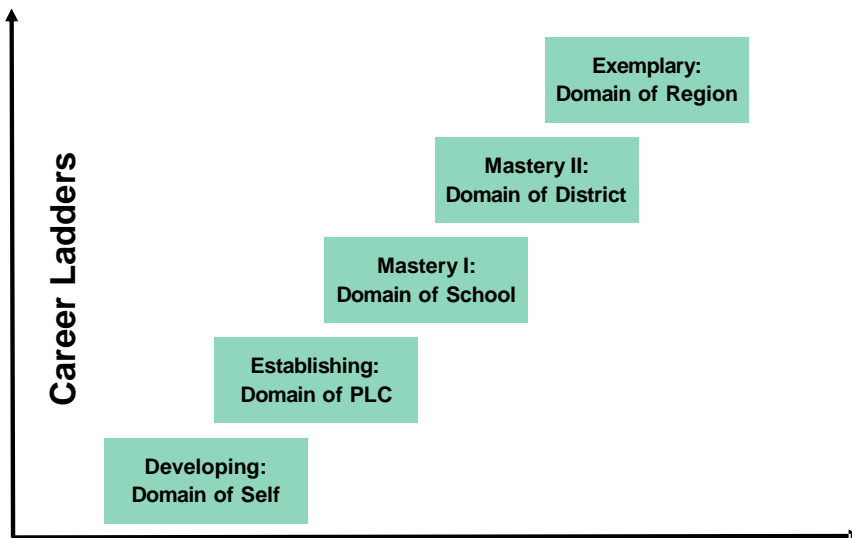 Exemplary:
Domain of Region
Mastery II:
Domain of District
Mastery I:
Domain of School
Establishing:
Domain of PLC
Developing:
Domain of Self
Career Ladders